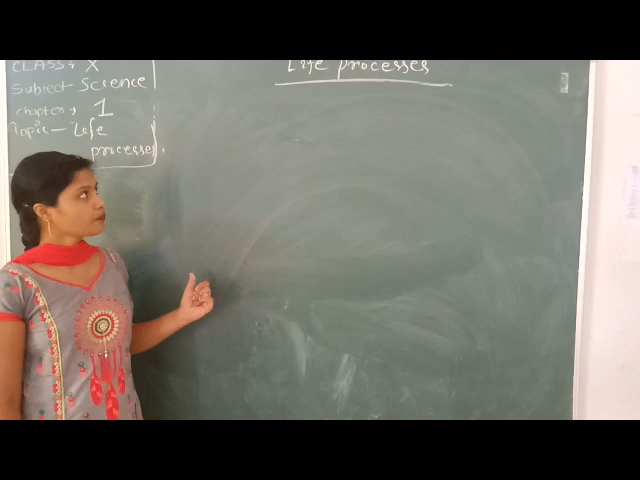 CLASS: X
Subject- Science
chapter → 1
Topic - Life
processes.
Life processes